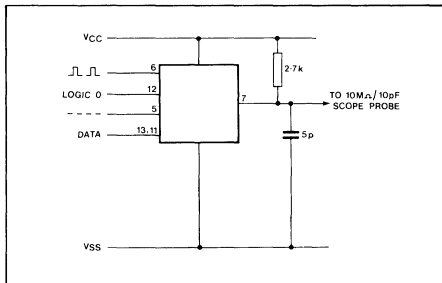 VCC
6
2·7k
LOGIC 0
12
7
TO 10MΩ/10pF
SCOPE PROBE
5
DATA
13,11
5p
VSS